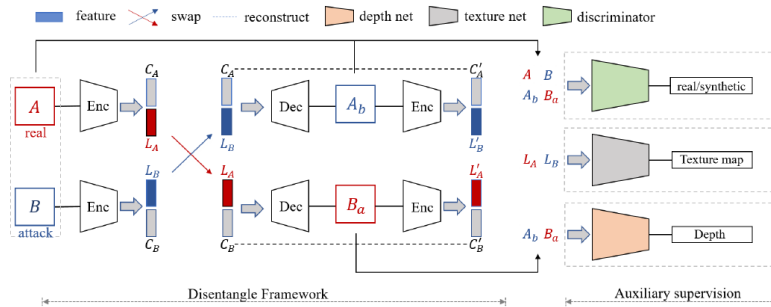 feature swap reconstruct depth net texture net discriminator
C_A C_A C'_A
A Enc Dec A_b Enc A B real/synthetic
real A_b B_a
L_A L_B L'_B
L_A L_B Texture map
L_B L_A L'_A
B Enc Dec B_a Enc A_b B_a Depth
attack
C_B C_B C'_B
Disentangle Framework Auxiliary supervision